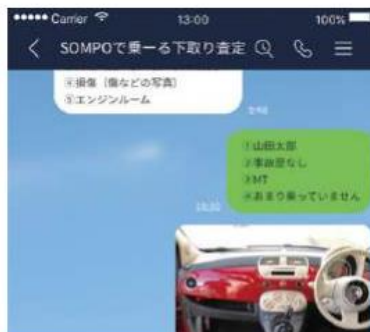 Carrier 13:00 100%
SOMPOで乗ーる下取り査定
④損傷（傷などの写真）
⑤エンジンルーム
①山田太郎
②事故歴なし
③MT
④あまり乗っていません